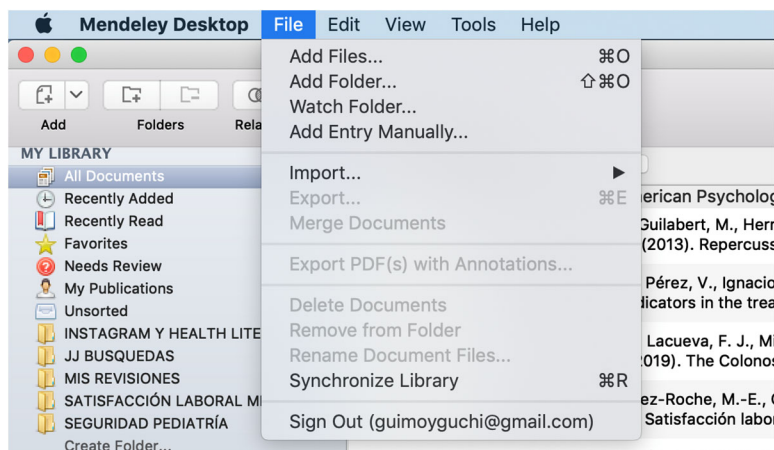 Mendeley Desktop File Edit View Tools Help
Add Files... ⌘O
Add Folder... ⇧⌘O
Watch Folder...
Add Entry Manually...
Import...
Export... ⌘E
Merge Documents
Export PDF(s) with Annotations...
Delete Documents
Remove from Folder
Rename Document Files...
Synchronize Library ⌘R
Sign Out (guimoyguchi@gmail.com)
Add Folders Rela
MY LIBRARY
All Documents
Recently Added
Recently Read
Favorites
Needs Review
My Publications
Unsorted
INSTAGRAM Y HEALTH LITE
JJ BUSQUEDAS
MIS REVISIONES
SATISFACCIÓN LABORAL MI
SEGURIDAD PEDIATRÍA
Create Folder...
erican Psycholog
Guilabert, M., Herr
(2013). Repercuss
Pérez, V., Ignacio
dicators in the trea
Lacueva, F. J., Mi
2019). The Colonos
ez-Roche, M.-E., 
Satisfacción labor